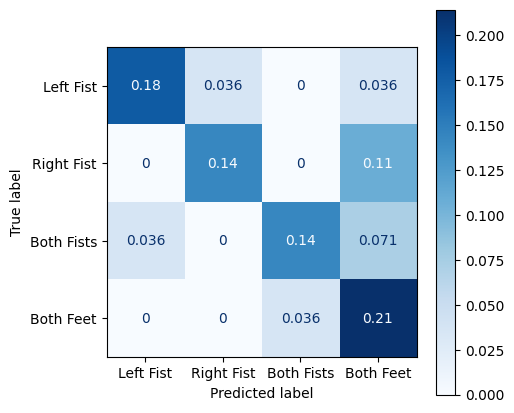 0.200
Left Fist 0.18 0.036 0 0.036
0.175
0.150
Right Fist 0 0.14 0 0.11
0.125
True label
0.100
Both Fists 0.036 0 0.14 0.071
0.075
0.050
Both Feet 0 0 0.036 0.21
0.025
Left Fist Right Fist Both Fists Both Feet
0.000
Predicted label